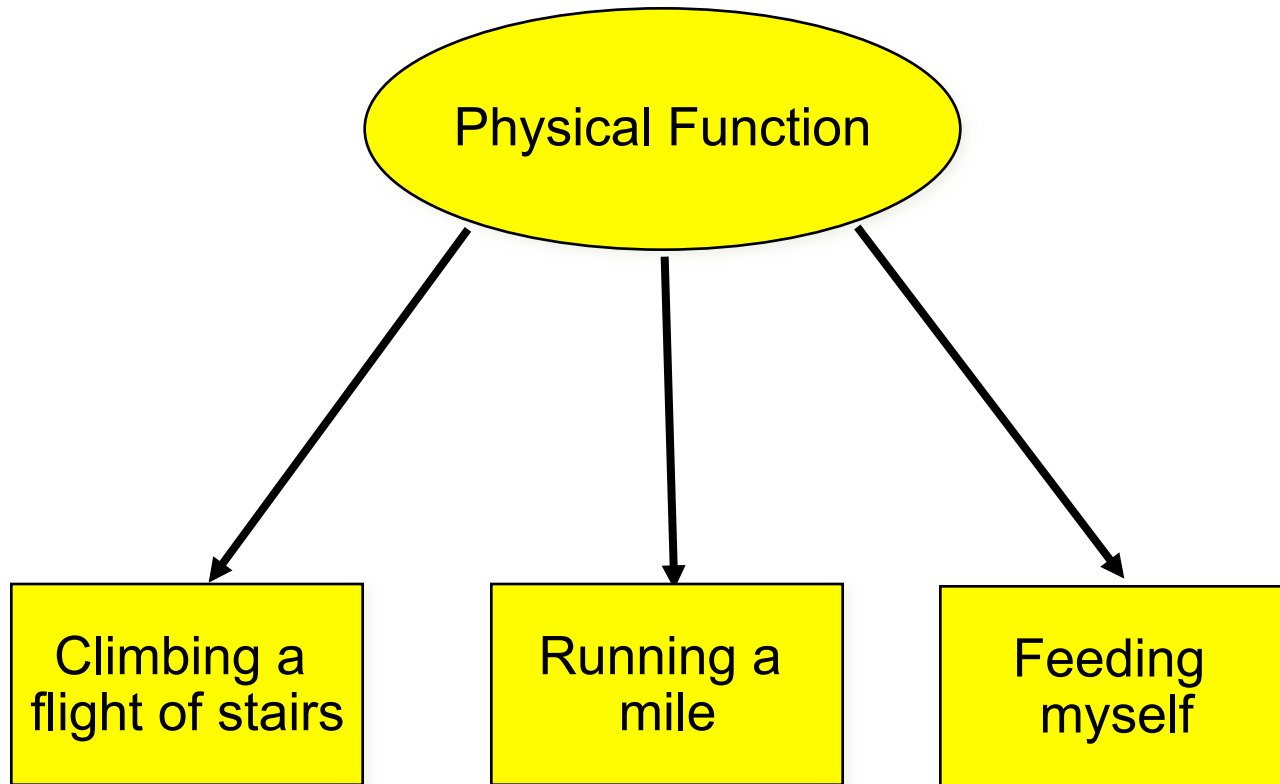 Physical Function
Climbing a
flight of stairs
Running a
mile
Feeding
myself